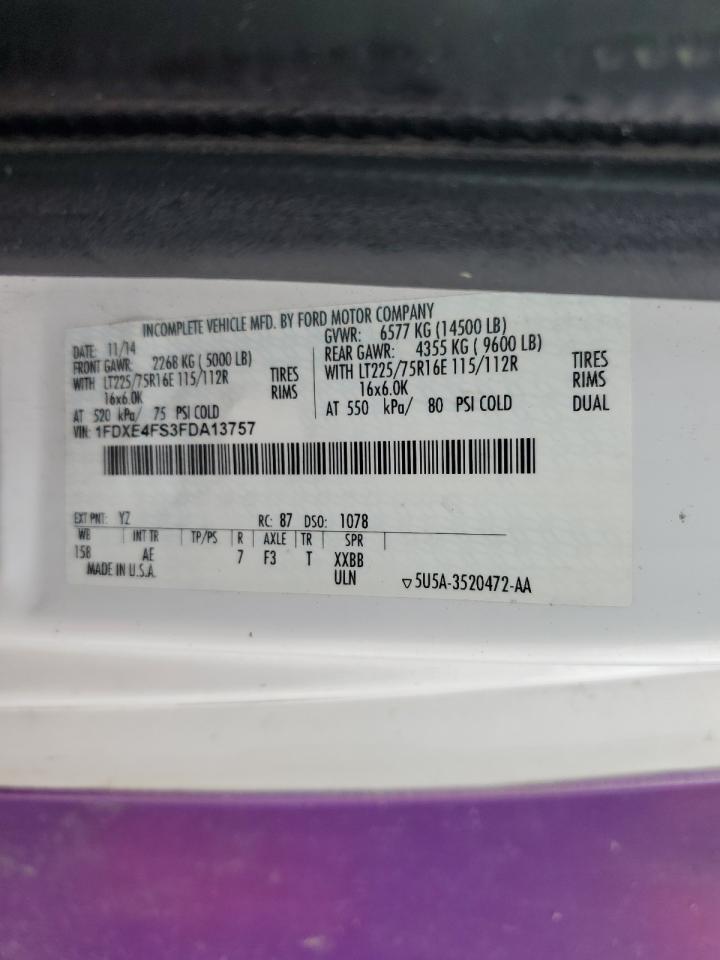 INCOMPLETE VEHICLE MFD. BY FORD MOTOR COMPANY
DATE: 11/14 GVWR: 6577 KG (14500 LB)
FRONT GAWR: 2268 KG (5000 LB) REAR GAWR: 4355 KG (9600 LB)
WITH LT225/75R16E 115/112R TIRES WITH LT225/75R16E 115/112R TIRES
16x6.0K RIMS 16x6.0K RIMS
AT 520 kPa/ 75 PSI COLD AT 550 kPa/ 80 PSI COLD DUAL
VIN: 1FDXE4FS3FDA13757
EXT PNT: YZ RC: 87 DSO: 1078
WB INT TR TP/PS R AXLE TR SPR
158 AE 7 F3 T XXBB
MADE IN U.S.A. ULN ▽5U5A-3520472-AA